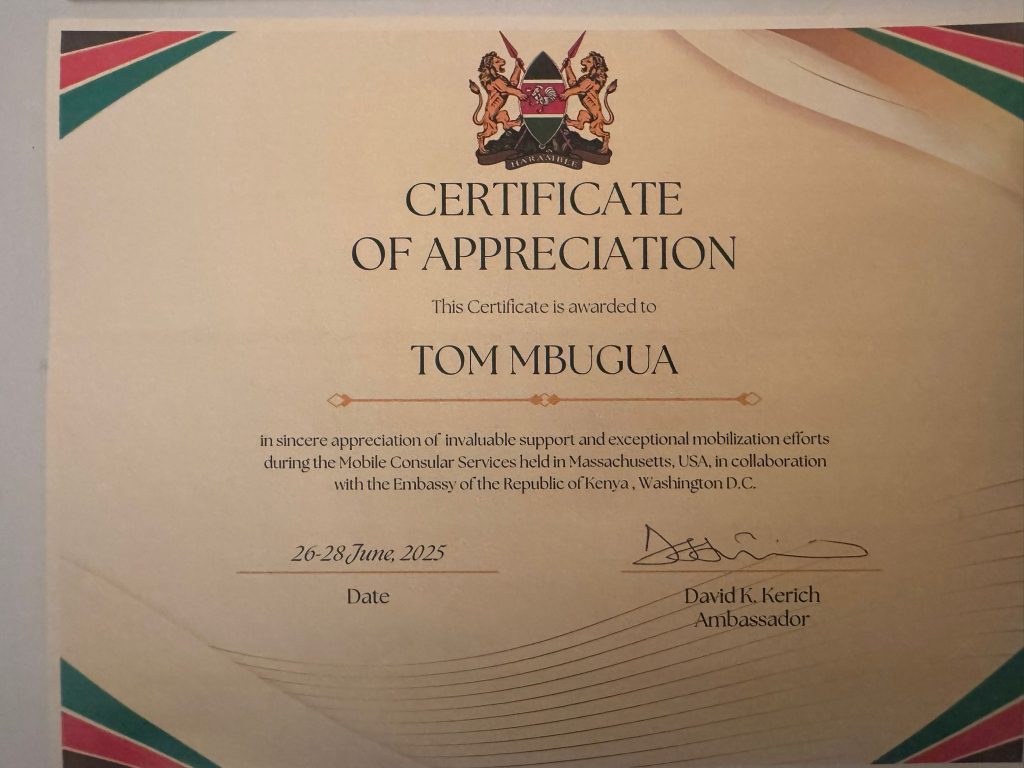 HARAMBEE
CERTIFICATE
OF APPRECIATION
This Certificate is awarded to
TOM MBUGUA
in sincere appreciation of invaluable support and exceptional mobilization efforts
during the Mobile Consular Services held in Massachusetts, USA, in collaboration
with the Embassy of the Republic of Kenya , Washington D.C.
26-28 June, 2025
Date
David K. Kerich
Ambassador